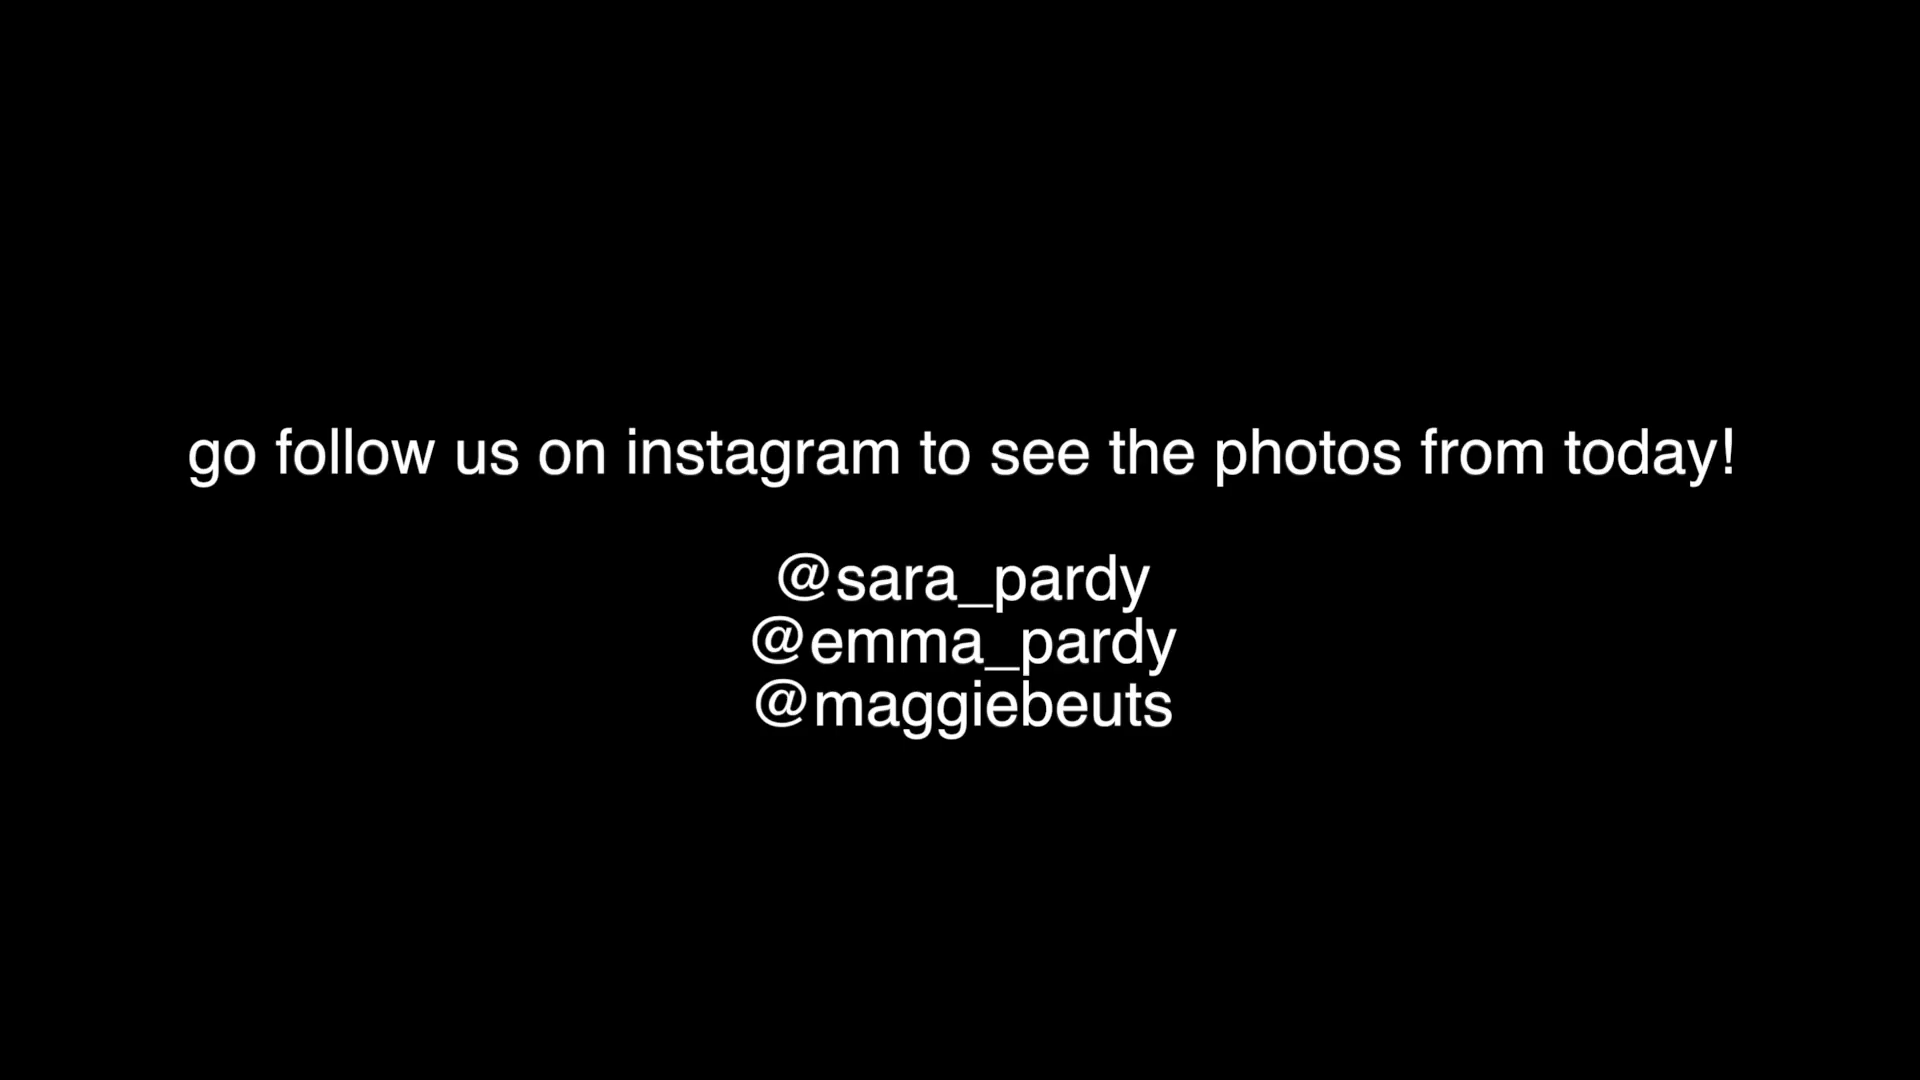 go follow us on instagram to see the photos from today!
@sara_pardy
@emma_pardy
@maggiebeuts